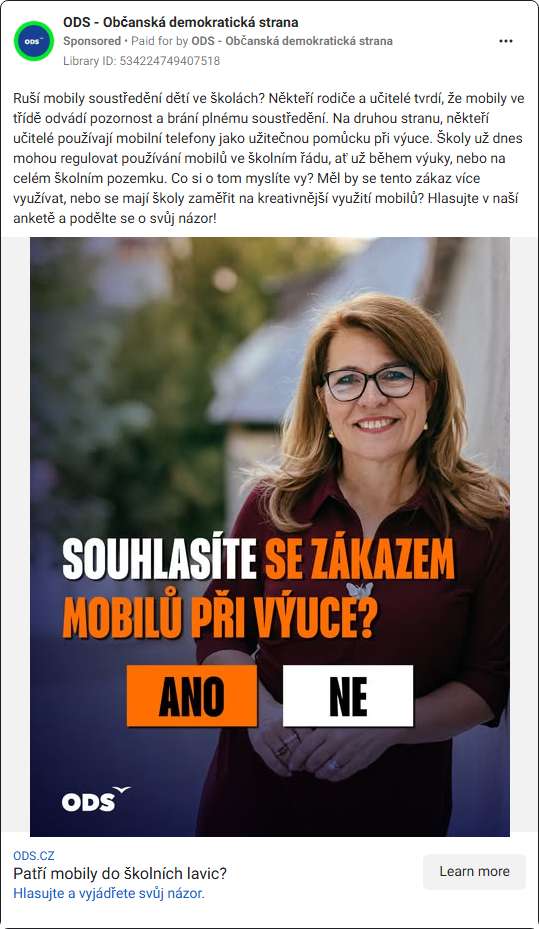 ODS - Občanská demokratická strana
Sponsored • Paid for by ODS - Občanská demokratická strana
Library ID: 534224749407518
Ruší mobily soustředění dětí ve školách? Někteří rodiče a učitelé tvrdí, že mobily ve
třídě odvádí pozornost a brání plnému soustředění. Na druhou stranu, někteří
učitelé používají mobilní telefony jako užitečnou pomůcku při výuce. Školy už dnes
mohou regulovat používání mobilů ve školním řádu, ať už během výuky, nebo na
celém školním pozemku. Co si o tom myslíte vy? Měl by se tento zákaz více
využívat, nebo se mají školy zaměřit na kreativnější využití mobilů? Hlasujte v naší
anketě a podělte se o svůj názor!
SOUHLASÍTE SE ZÁKAZEM
MOBILŮ PŘI VÝUCE?
ANO NE
ODS
ODS.CZ
Patří mobily do školních lavic?
Hlasujte a vyjádřete svůj názor.
Learn more